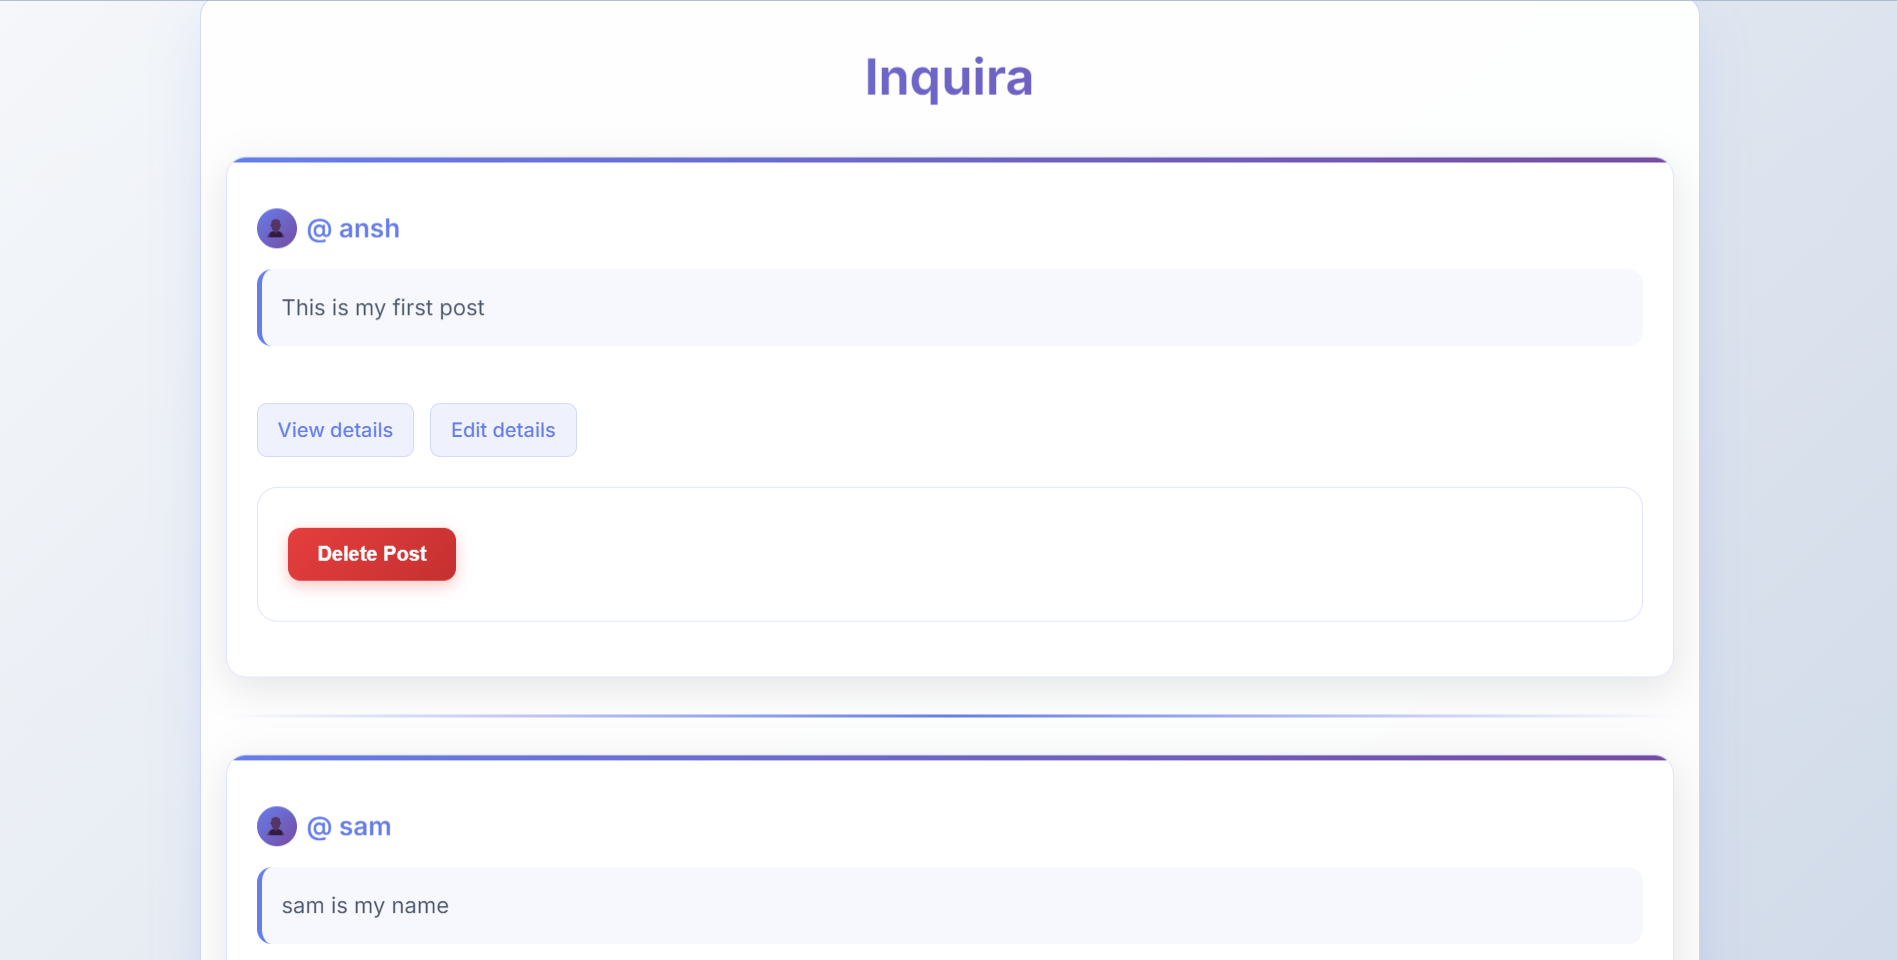 Inquira
@ ansh
This is my first post
View details
Edit details
Delete Post
@ sam
sam is my name